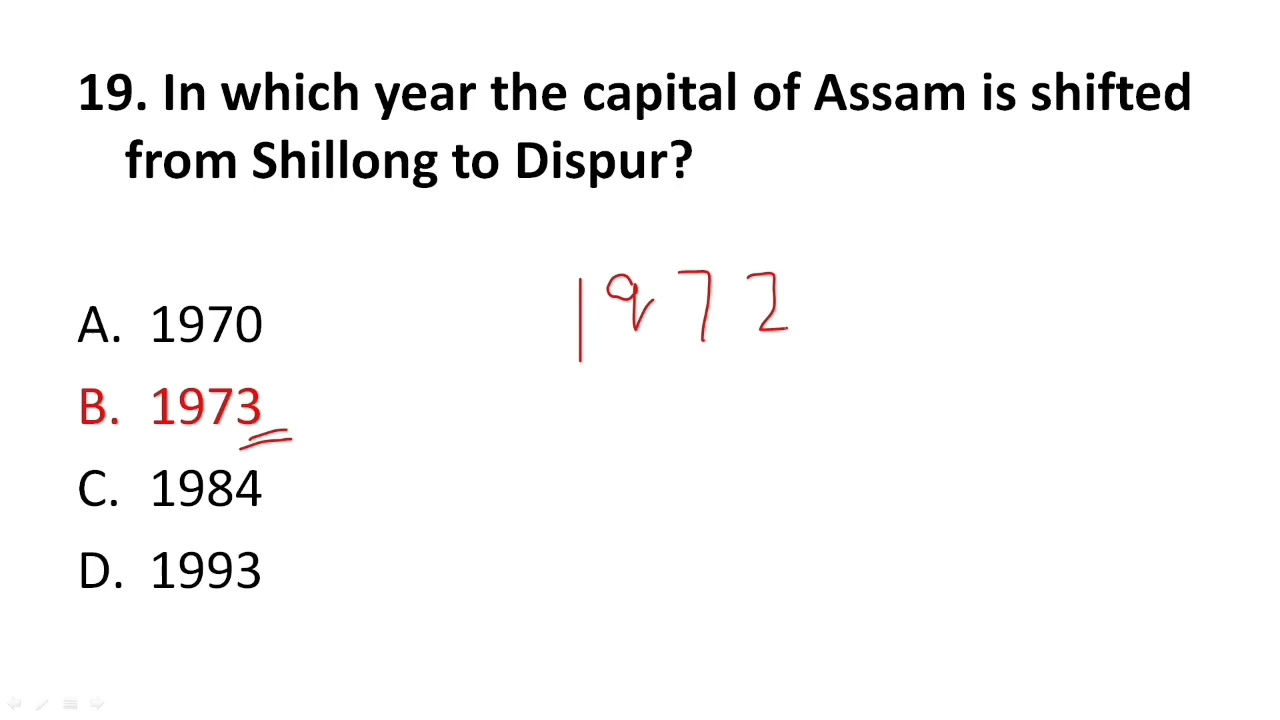 19. In which year the capital of Assam is shifted
from Shillong to Dispur?
A. 1970
1972
B. 1973
C. 1984
D. 1993